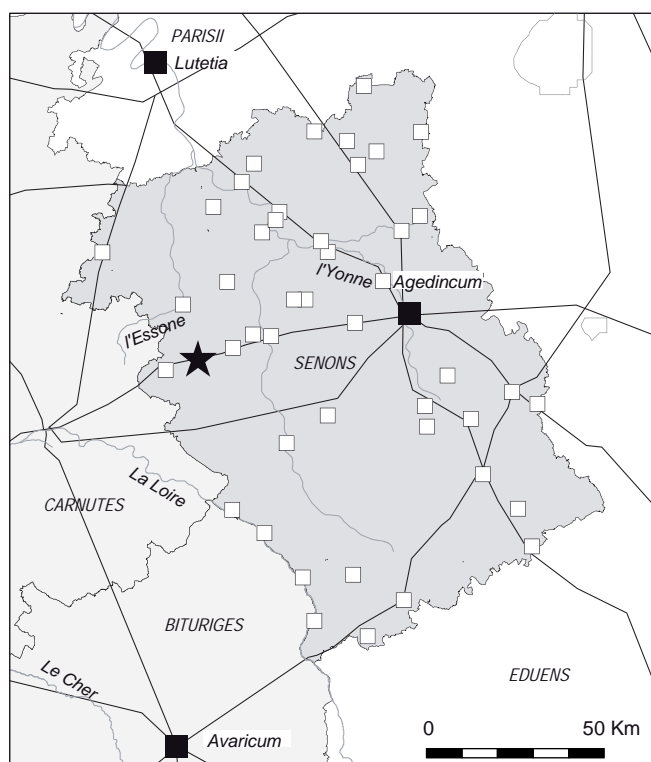 PARISII
Lutetia
l'Yonne
Agedincum
l'Essone
SENONS
La Loire
CARNUTES
BITURIGES
Le Cher
EDUENS
0 50 Km
Avaricum